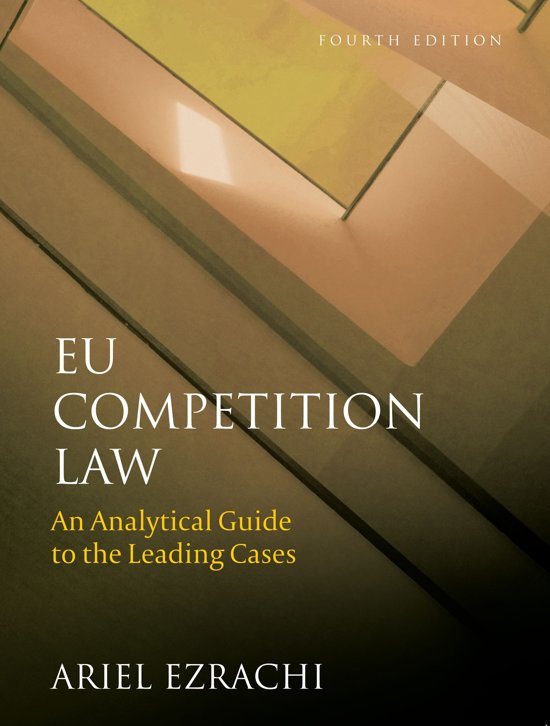 FOURTH EDITION
EU
COMPETITION
LAW
An Analytical Guide
to the Leading Cases
ARIEL EZRACHI